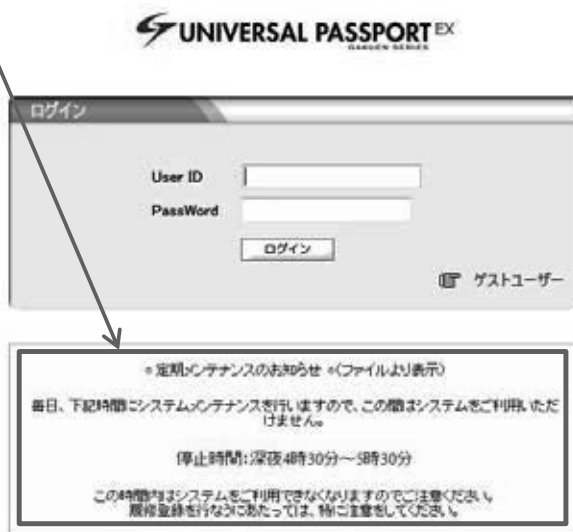 UNIVERSAL PASSPORT EX
GAKUEN SERIES
ログイン
User ID
PassWord
ログイン
ゲストユーザー
※定期メンテナンスのお知らせ※(ファイルより表示)
毎日、下記時間にシステムメンテナンスを行いますので、この間はシステムをご利用いただ
けません。
停止時間:深夜4時30分～5時30分
この時間内はシステムをご利用できなくなりますのでご注意ください。
履修登録を行なうにあたっては、特に注意をしてください。